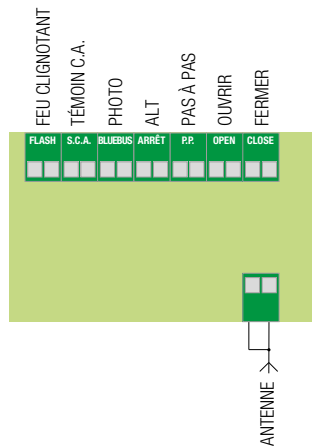 FEU CLIGNOTANT
TÉMOIN C.A.
PHOTO
ALT
PAS À PAS
OUVRIR
FERMER
FLASH
S.C.A.
BLUEBUS
ARRÊT
P.P.
OPEN
CLOSE
ANTENNE